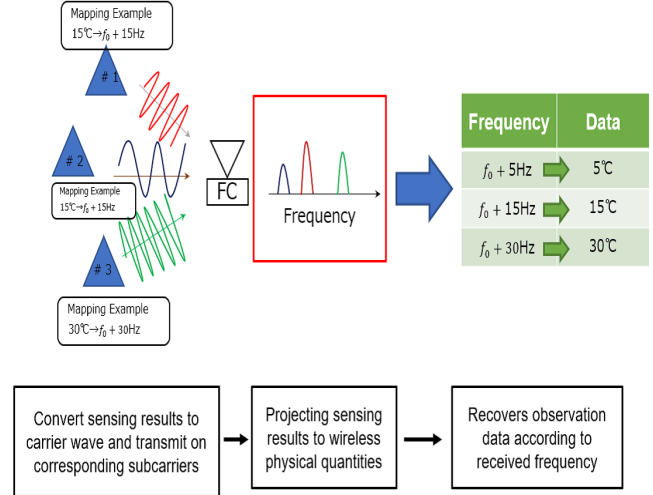 Mapping Example
15℃→f₀ + 15Hz
# 1
# 2
Mapping Example
15℃→f₀ + 15Hz
# 3
Mapping Example
30℃→f₀ + 30Hz
FC
Frequency
Frequency Data
f₀ + 5Hz 5℃
f₀ + 15Hz 15℃
f₀ + 30Hz 30℃
Convert sensing results to
carrier wave and transmit on
corresponding subcarriers
Projecting sensing
results to wireless
physical quantities
Recovers observation
data according to
received frequency